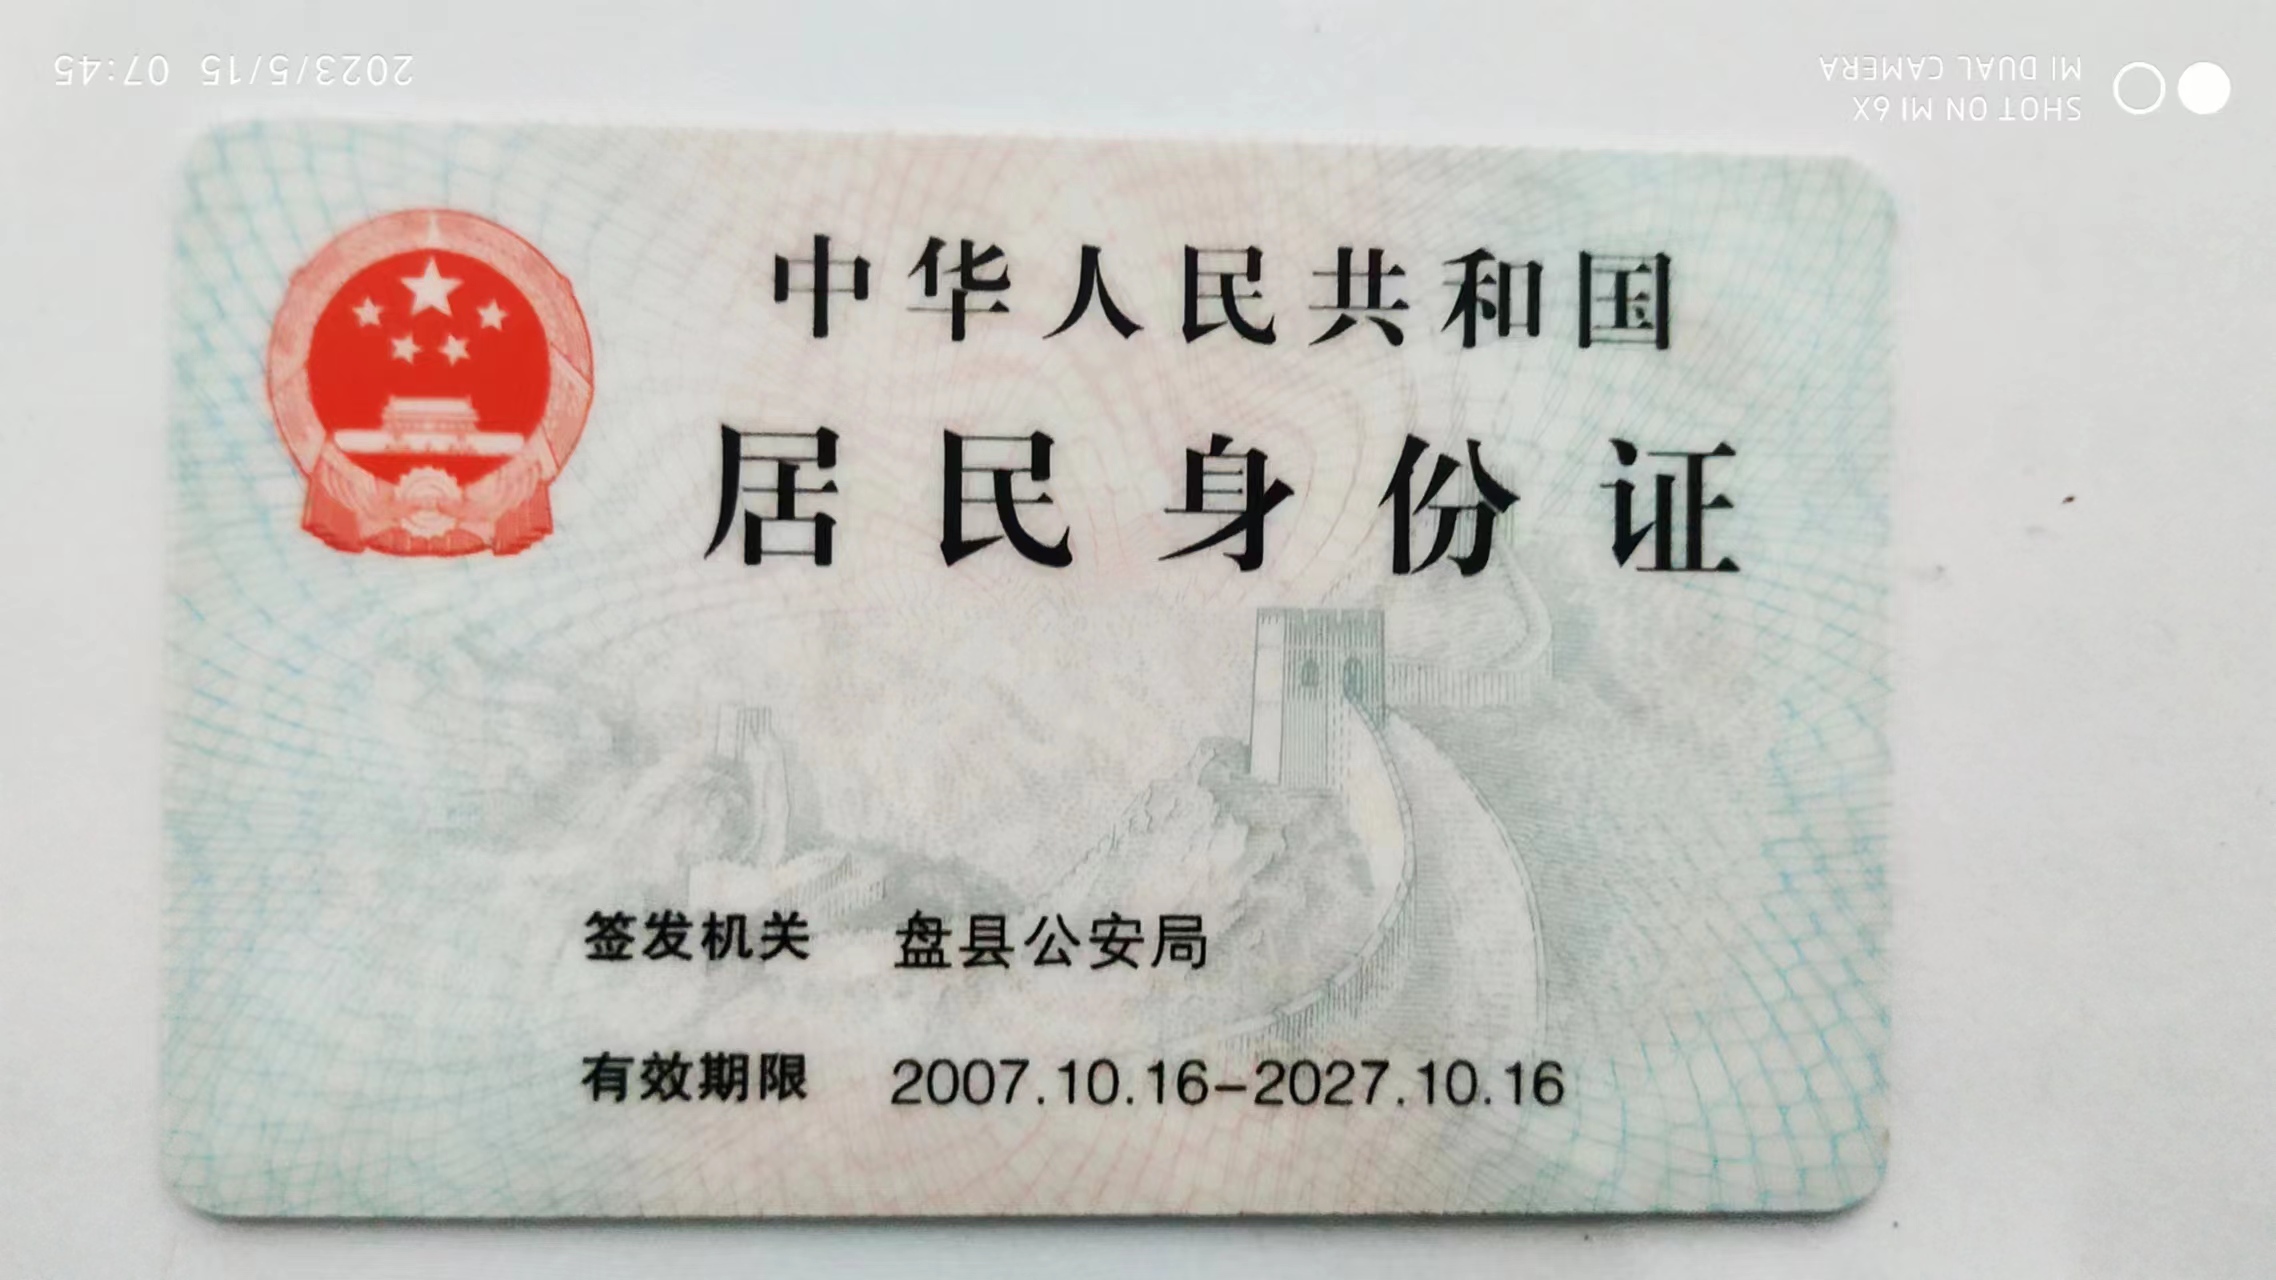 2023/5/15 07:45
SHOT ON MI 6X
MI DUAL CAMERA
中华人民共和国
居民身份证
签发机关 盘县公安局
有效期限 2007.10.16-2027.10.16